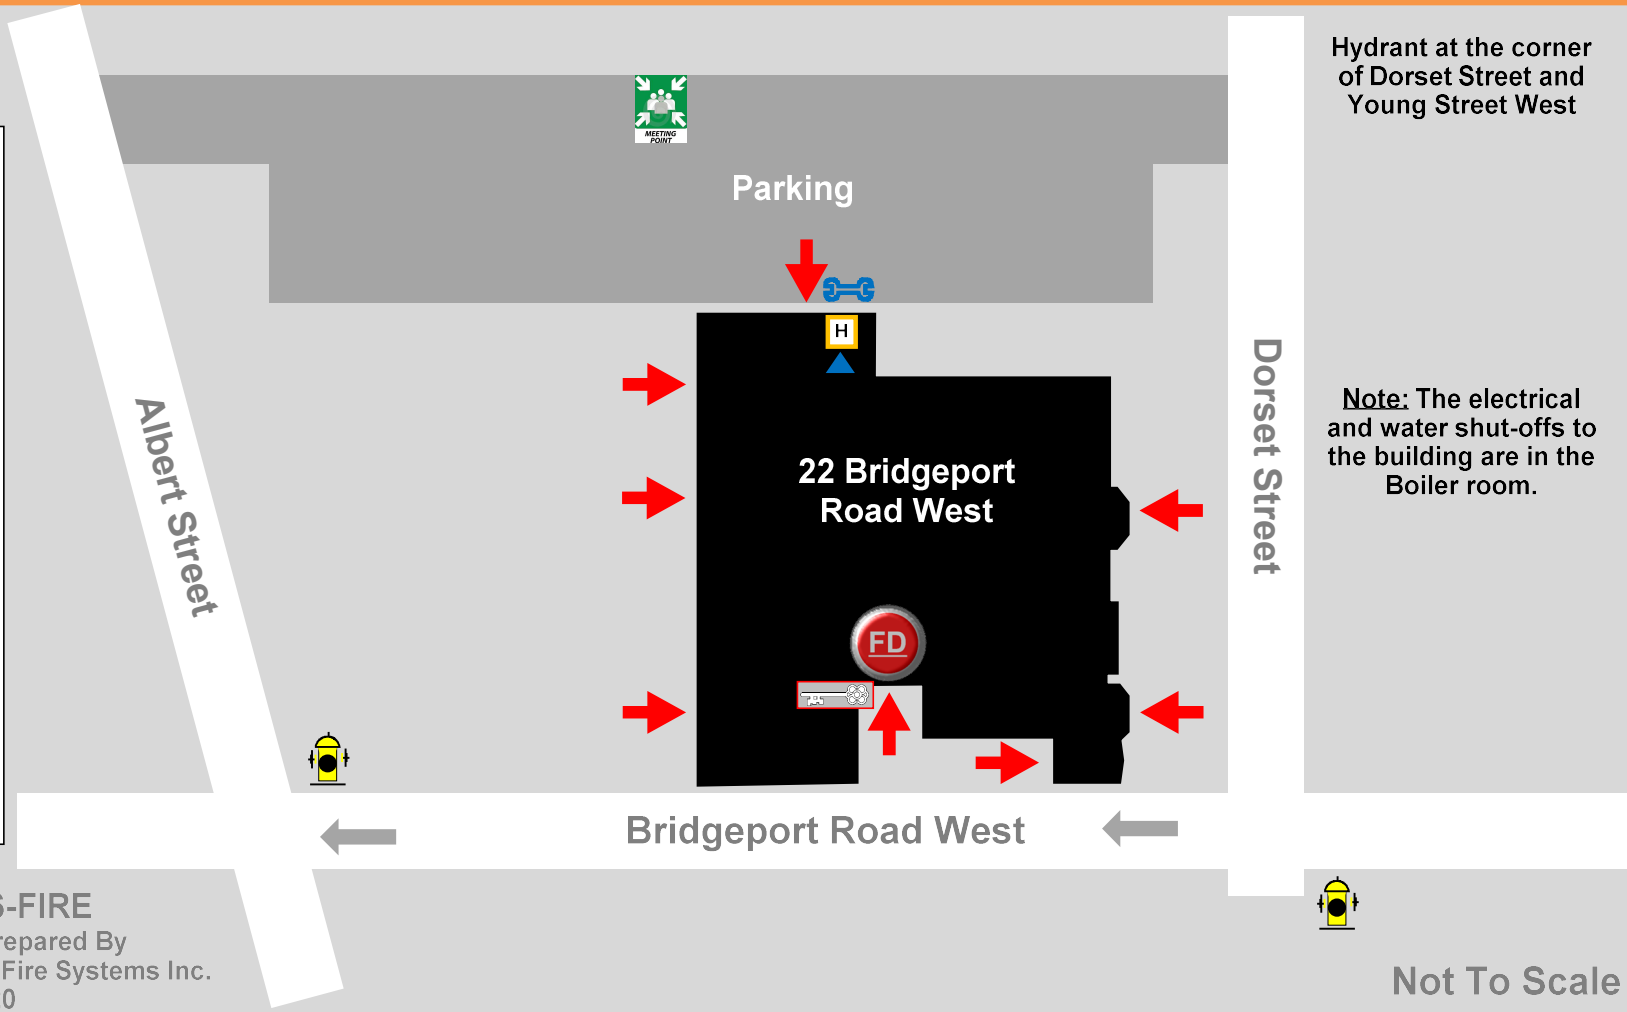 Hydrant at the corner
of Dorset Street and
Young Street West
MEETING
POINT
Parking
H
Albert Street
22 Bridgeport
Road West
Dorset Street
Note: The electrical
and water shut-offs to
the building are in the
Boiler room.
FD
Bridgeport Road West
-FIRE
repared By
Fire Systems Inc.
0
Not To Scale